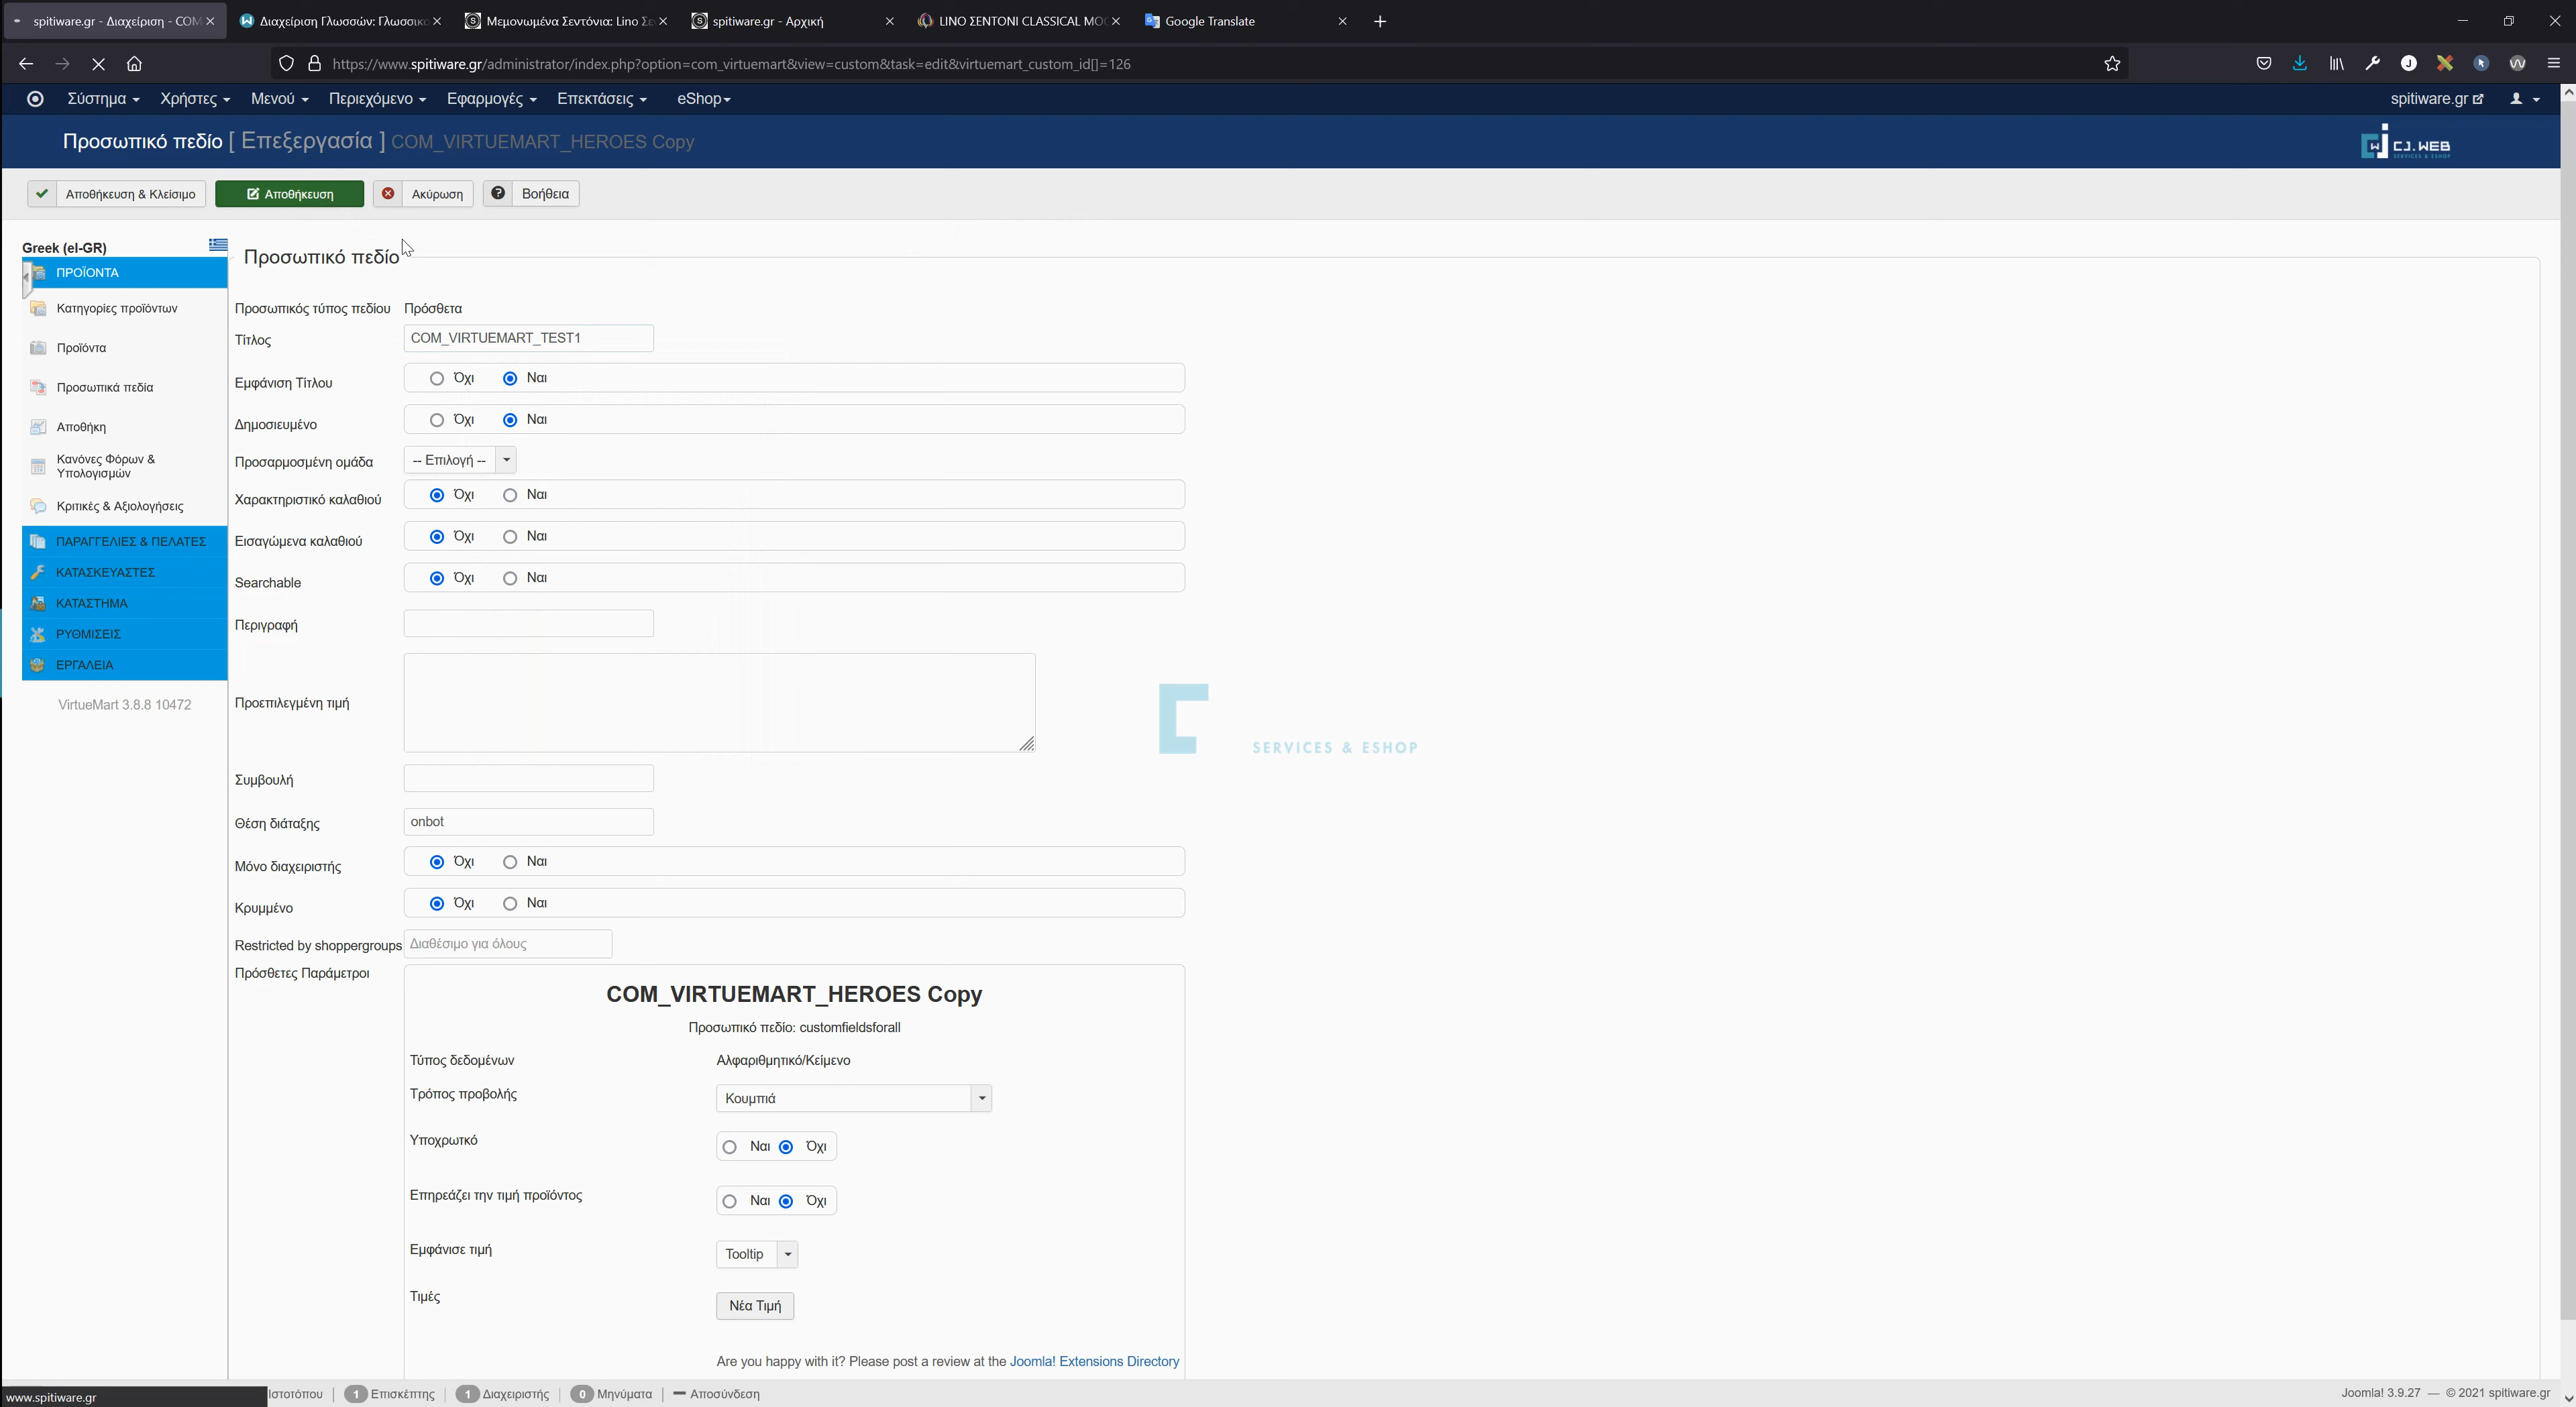 spitiware.gr - Διαχείριση - COM
Διαχείριση Γλωσσών: Γλωσσικο
Μεμονωμένα Σεντόνια: Lino Σε
spitiware.gr - Αρχική
LINO ΣΕΝΤΟΝΙ CLASSICAL MO
Google Translate
https://www.spitiware.gr/administrator/index.php?option=com_virtuemart&view=custom&task=edit&virtuemart_custom_id[]=126
Σύστημα Χρήστες Μενού Περιεχόμενο Εφαρμογές Επεκτάσεις eShop
spitiware.gr
Προσωπικό πεδίο [ Επεξεργασία ] COM_VIRTUEMART_HEROES Copy
CJ.WEB
SERVICES & ESHOP
Αποθήκευση & Κλείσιμο Αποθήκευση Ακύρωση Βοήθεια
Greek (el-GR)
ΠΡΟΪΟΝΤΑ
Κατηγορίες προϊόντων
Προϊόντα
Προσωπικά πεδία
Αποθήκη
Κανόνες Φόρων &
Υπολογισμών
Κριτικές & Αξιολογήσεις
ΠΑΡΑΓΓΕΛΙΕΣ & ΠΕΛΑΤΕΣ
ΚΑΤΑΣΚΕΥΑΣΤΕΣ
ΚΑΤΑΣΤΗΜΑ
ΡΥΘΜΙΣΕΙΣ
ΕΡΓΑΛΕΙΑ
VirtueMart 3.8.8 10472
Προσωπικό πεδίο
Προσωπικός τύπος πεδίου Πρόσθετα
Τίτλος COM_VIRTUEMART_TEST1
Εμφάνιση Τίτλου Όχι Ναι
Δημοσιευμένο Όχι Ναι
Προσαρμοσμένη ομάδα -- Επιλογή --
Χαρακτηριστικό καλαθιού Όχι Ναι
Εισαγώμενα καλαθιού Όχι Ναι
Searchable Όχι Ναι
Περιγραφή
Προεπιλεγμένη τιμή
SERVICES & ESHOP
Συμβουλή
Θέση διάταξης onbot
Μόνο διαχειριστής Όχι Ναι
Κρυμμένο Όχι Ναι
Restricted by shoppergroups Διαθέσιμο για όλους
Πρόσθετες Παράμετροι
COM_VIRTUEMART_HEROES Copy
Προσωπικό πεδίο: customfieldsforall
Τύπος δεδομένων Αλφαριθμητικό/Κείμενο
Τρόπος προβολής Κουμπιά
Υποχρωτκό Ναι Όχι
Επηρεάζει την τιμή προϊόντος Ναι Όχι
Εμφάνισε τιμή Tooltip
Τιμές Νέα Τιμή
Are you happy with it? Please post a review at the Joomla! Extensions Directory
www.spitiware.gr
Ιστοτόπου 1 Επισκέπτης 1 Διαχειριστής 0 Μηνύματα Αποσύνδεση
Joomla! 3.9.27 — © 2021 spitiware.gr